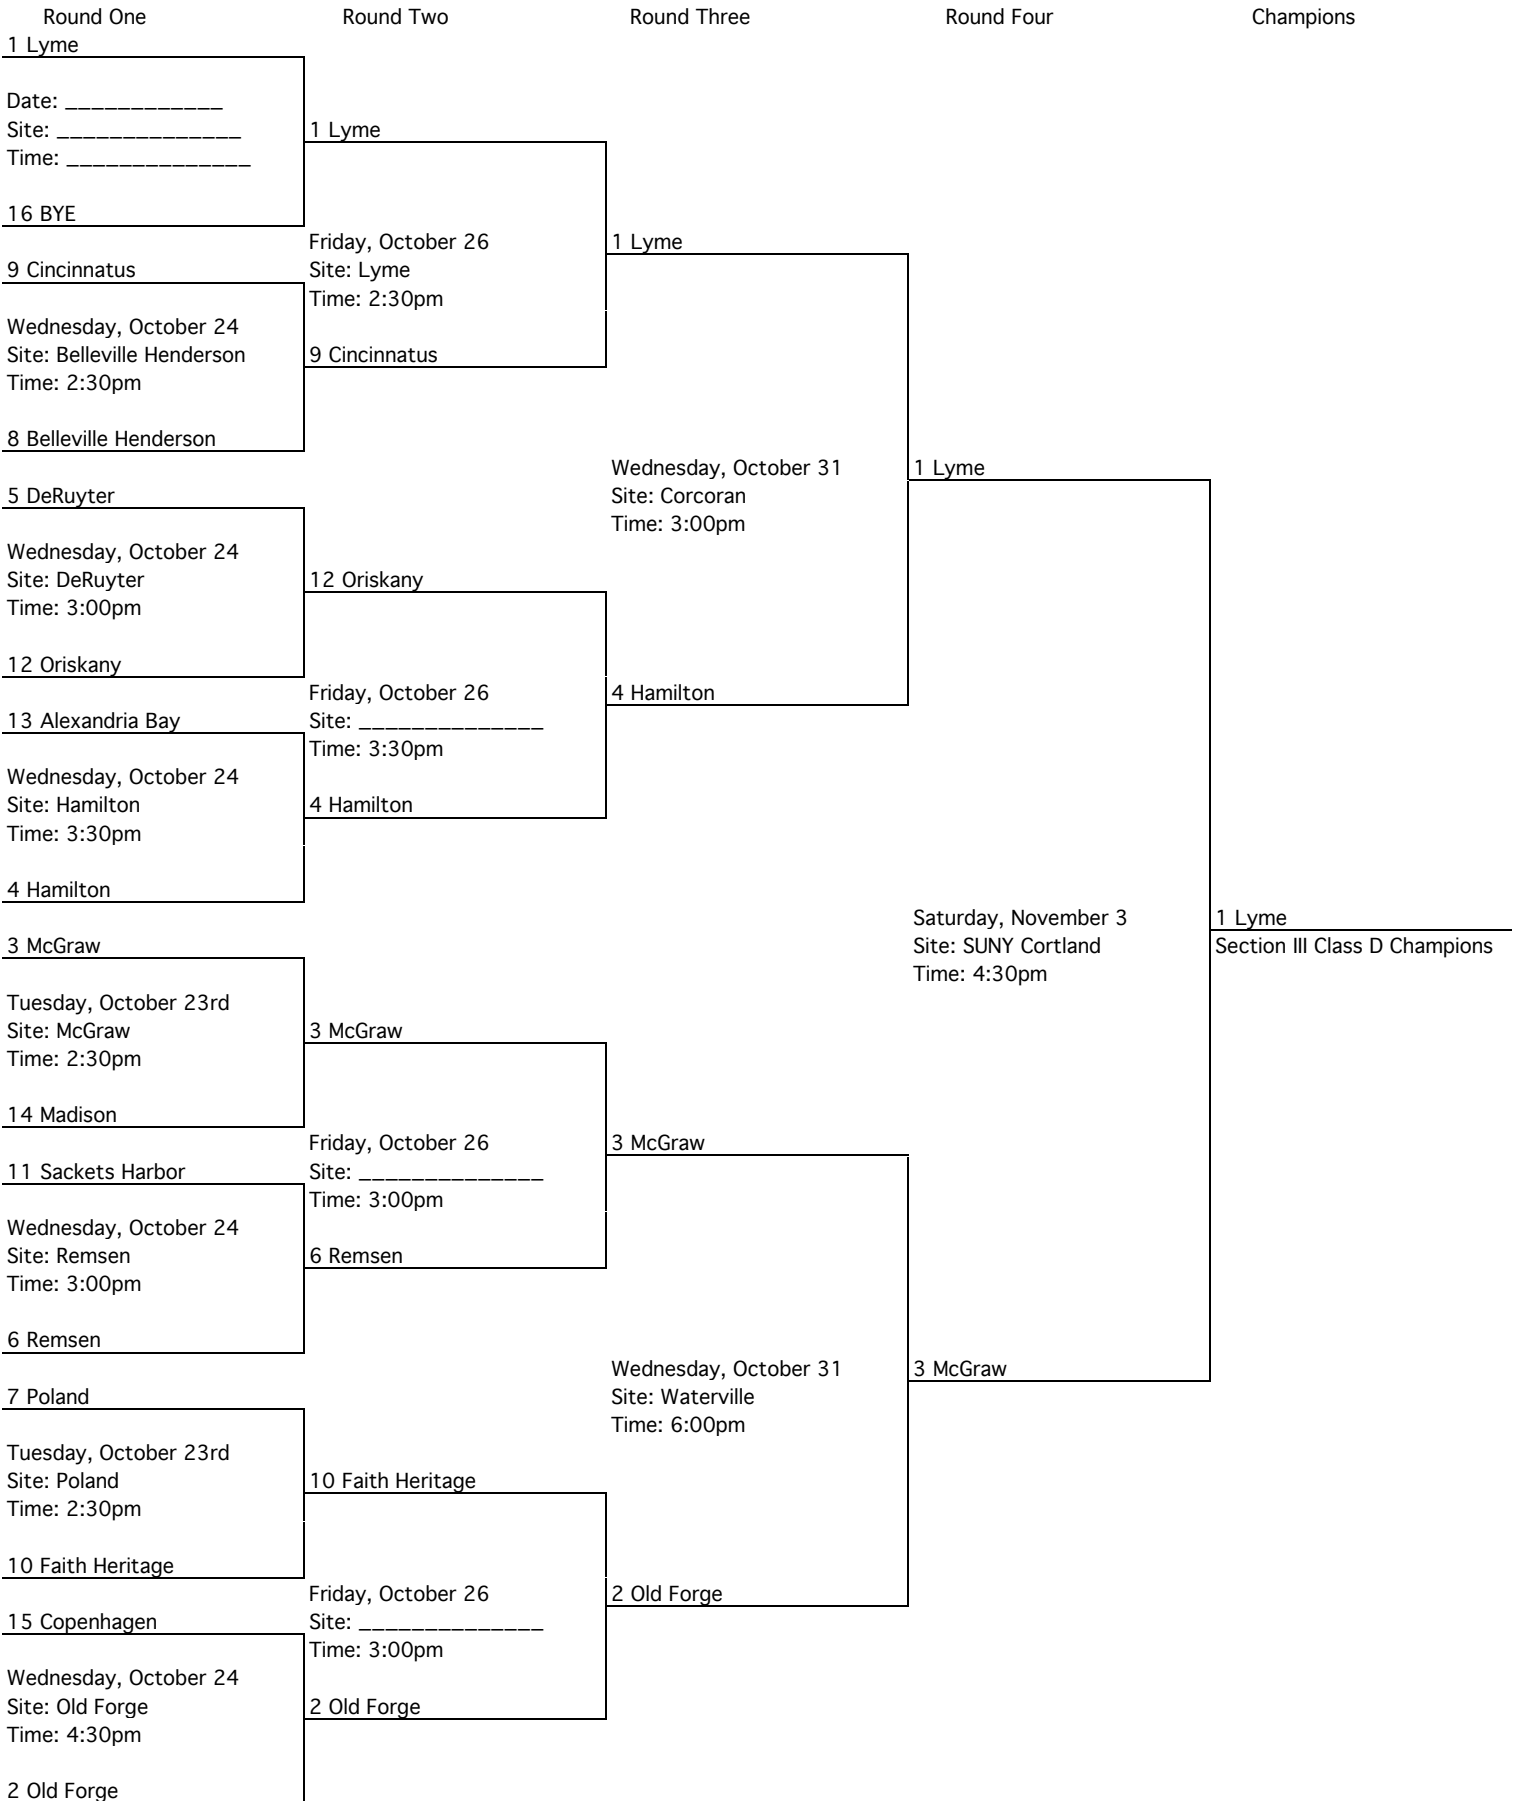 Round One
Round Two
Round Three
Round Four
Champions
1 Lyme
Date: ____________
Site: ______________
Time: ______________
16 BYE
9 Cincinnatus
Wednesday, October 24
Site: Belleville Henderson
Time: 2:30pm
8 Belleville Henderson
5 DeRuyter
Wednesday, October 24
Site: DeRuyter
Time: 3:00pm
12 Oriskany
13 Alexandria Bay
Wednesday, October 24
Site: Hamilton
Time: 3:30pm
4 Hamilton
3 McGraw
Tuesday, October 23rd
Site: McGraw
Time: 2:30pm
14 Madison
11 Sackets Harbor
Wednesday, October 24
Site: Remsen
Time: 3:00pm
6 Remsen
7 Poland
Tuesday, October 23rd
Site: Poland
Time: 2:30pm
10 Faith Heritage
15 Copenhagen
Wednesday, October 24
Site: Old Forge
Time: 4:30pm
2 Old Forge
1 Lyme
Friday, October 26
Site: Lyme
Time: 2:30pm
9 Cincinnatus
12 Oriskany
Friday, October 26
Site: ______________
Time: 3:30pm
4 Hamilton
3 McGraw
Friday, October 26
Site: ______________
Time: 3:00pm
6 Remsen
10 Faith Heritage
Friday, October 26
Site: ______________
Time: 3:00pm
2 Old Forge
1 Lyme
Wednesday, October 31
Site: Corcoran
Time: 3:00pm
4 Hamilton
3 McGraw
Wednesday, October 31
Site: Waterville
Time: 6:00pm
2 Old Forge
1 Lyme
Saturday, November 3
Site: SUNY Cortland
Time: 4:30pm
3 McGraw
1 Lyme
Section III Class D Champions